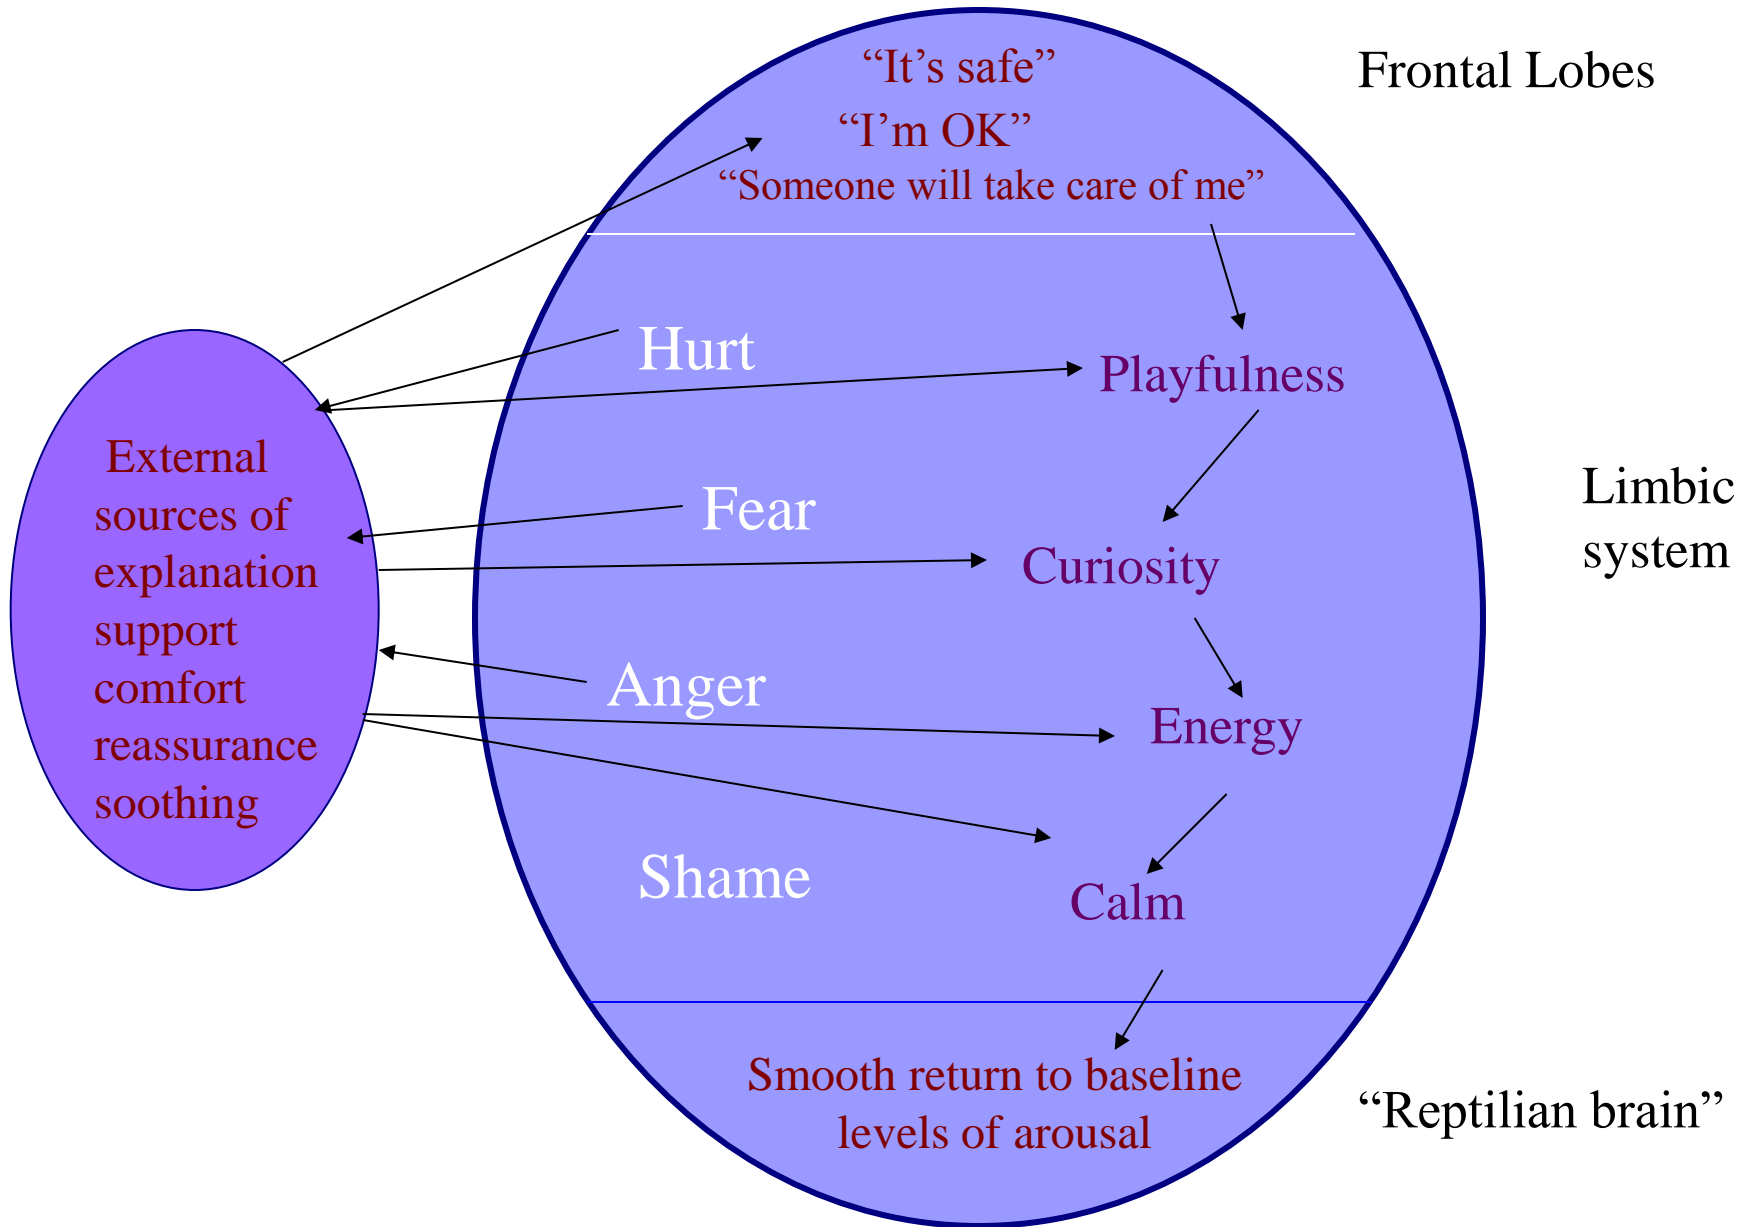 “It’s safe”
“I’m OK”
“Someone will take care of me”
Frontal Lobes
External
sources of
explanation
support
comfort
reassurance
soothing
Hurt
Fear
Anger
Shame
Playfulness
Curiosity
Energy
Calm
Limbic
system
Smooth return to baseline
levels of arousal
“Reptilian brain”